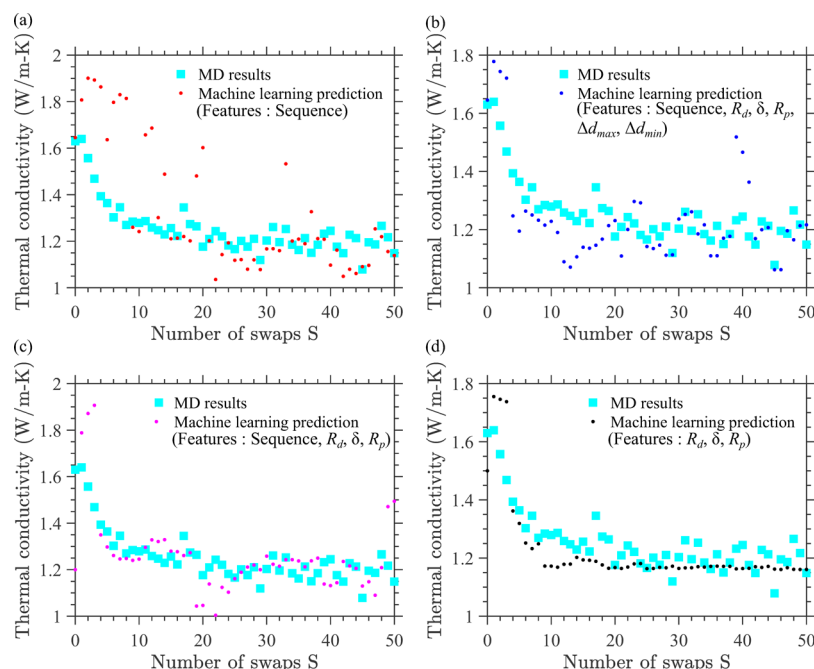 (a)
Thermal conductivity (W/m-K)
2
1.8
1.6
1.4
1.2
1
0
10
20
30
40
50
Number of swaps S
MD results
Machine learning prediction
(Features : Sequence)
(b)
Thermal conductivity (W/m-K)
1.8
1.6
1.4
1.2
1
0
10
20
30
40
50
Number of swaps S
MD results
Machine learning prediction
(Features : Sequence, R_d, δ, R_p,
Δd_max, Δd_min)
(c)
Thermal conductivity (W/m-K)
2
1.8
1.6
1.4
1.2
1
0
10
20
30
40
50
Number of swaps S
MD results
Machine learning prediction
(Features : Sequence, R_d, δ, R_p)
(d)
Thermal conductivity (W/m-K)
1.8
1.6
1.4
1.2
1
0
10
20
30
40
50
Number of swaps S
MD results
Machine learning prediction
(Features : R_d, δ, R_p)